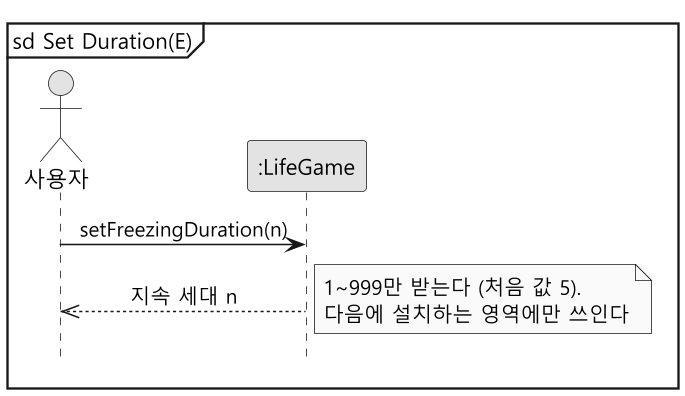 sd Set Duration(E)
사용자
:LifeGame
setFreezingDuration(n)
1~999만 받는다 (처음 값 5).
다음에 설치하는 영역에만 쓰인다
지속 세대 n